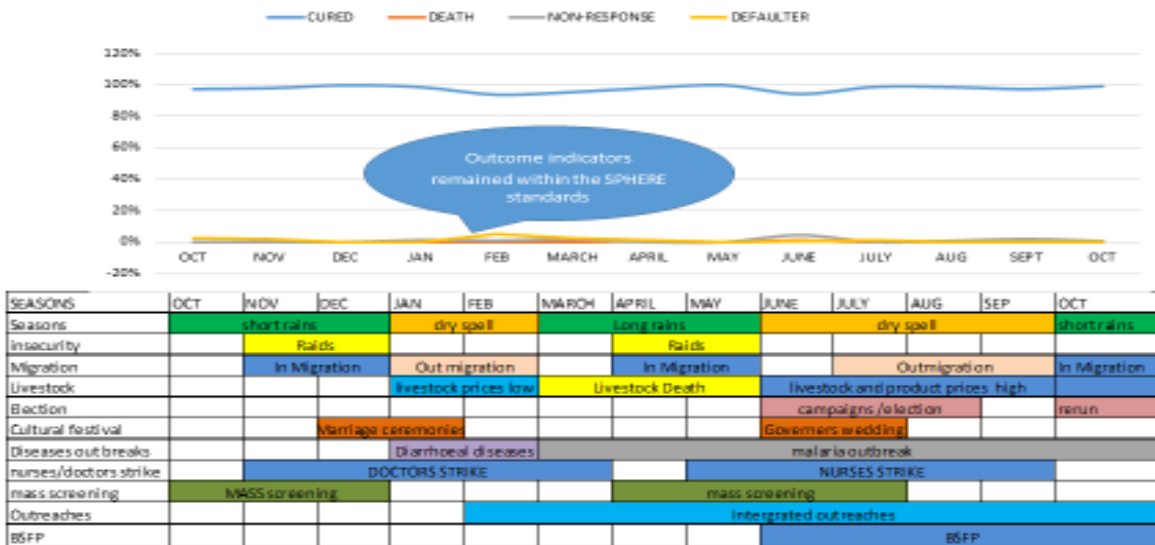 CURED DEATH NON-RESPONSE DEFAULTER
120%
100%
80%
60%
40%
20%
0%
-20%
Outcome indicators
remained within the SPHERE
standards
OCT NOV DEC JAN FEB MARCH APRIL MAY JUNE JULY AUG SEPT OCT
SEASONS OCT NOV DEC JAN FEB MARCH APRIL MAY JUNE JULY AUG SEP OCT
Seasons short rains dry spell Long rains dry spell short rains
insecurity Raids Raids
Migration In Migration Out migration In Migration Outmigration In Migration
Livestock livestock prices low Livestock Death livestock and product prices high
Election campaigns /election rerun
Cultural festival Marriage ceremonies Governers wedding
Diseases out breaks Diarrhoeal diseases malaria outbreak
nurses/doctors strike DOCTORS STRIKE NURSES STRIKE
mass screening MASS screening mass screening
Outreaches Intergrated outreaches
BSFP BSFP